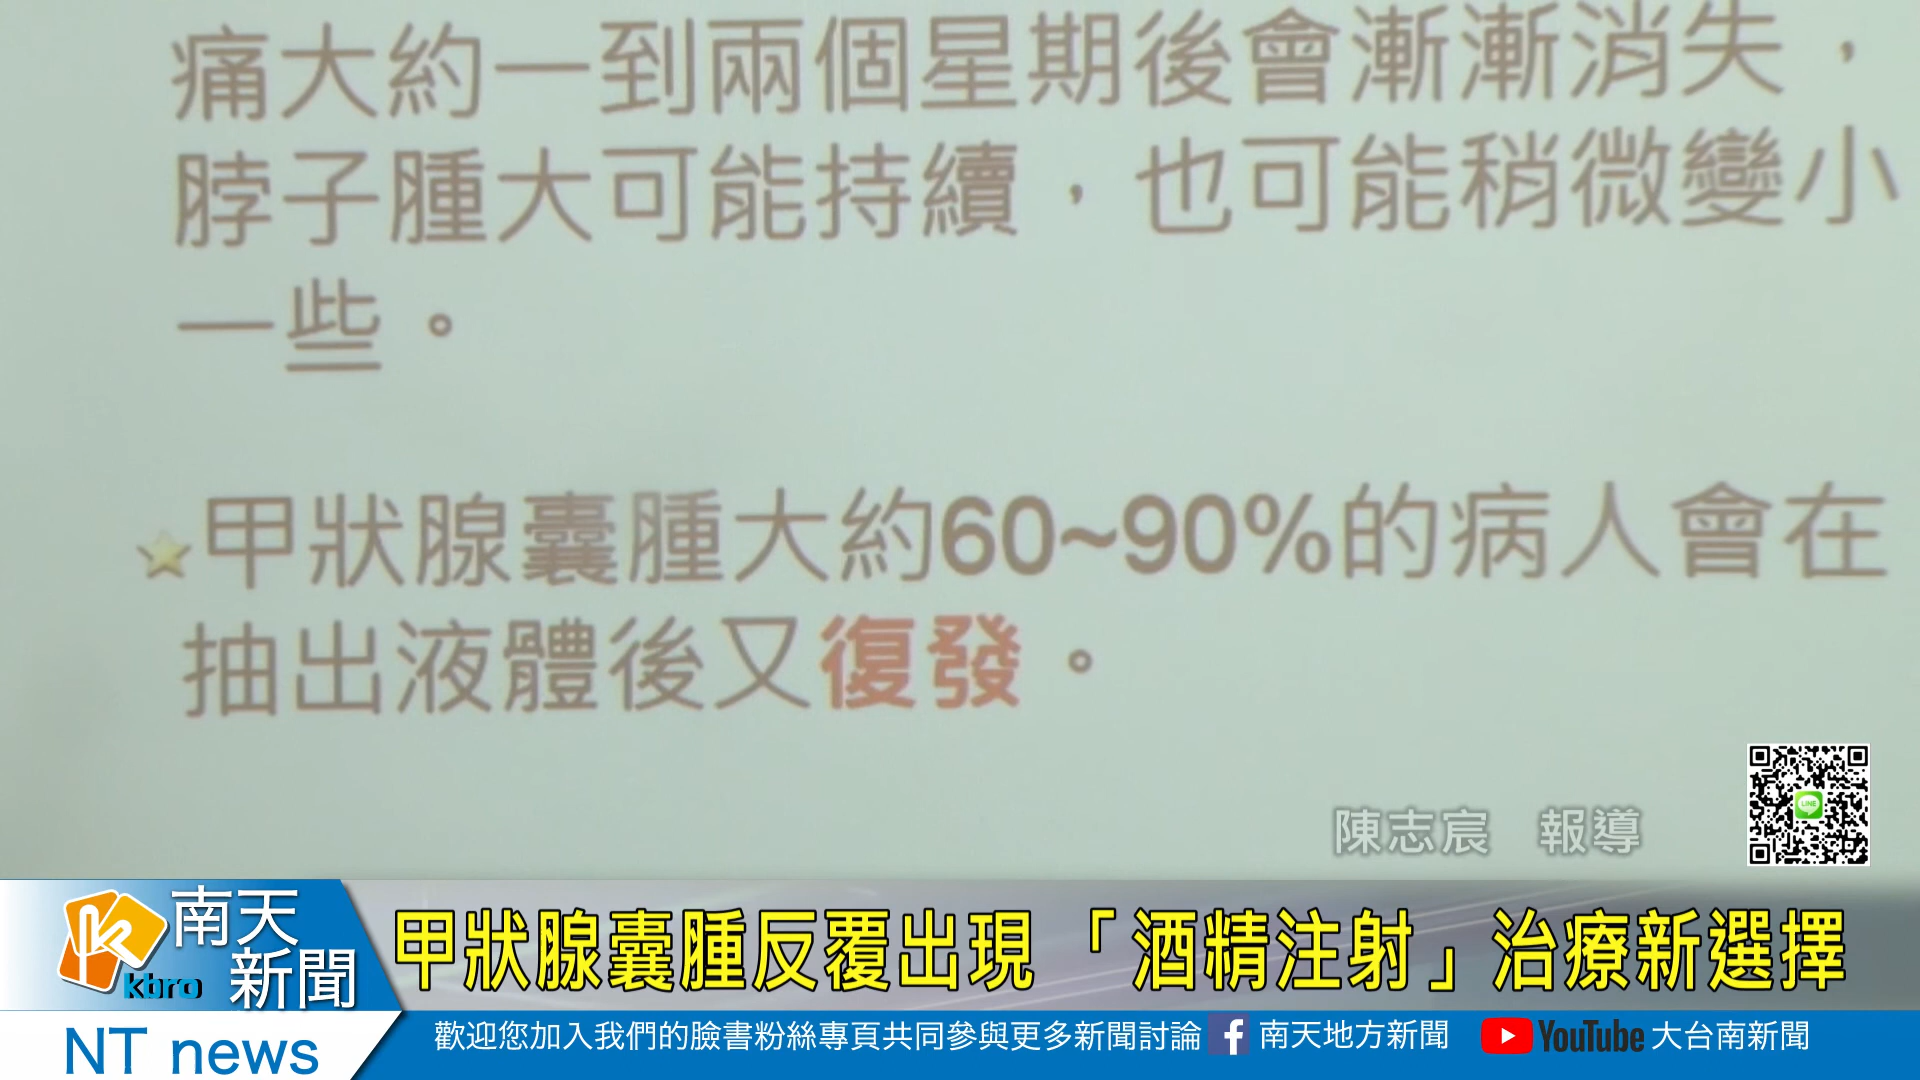 痛大約一到兩個星期後會漸漸消失，
脖子腫大可能持續，也可能稍微變小
一些。
甲狀腺囊腫大約60~90%的病人會在
抽出液體後又復發。
陳志宸 報導
LINE
南天
新聞
kbro
甲狀腺囊腫反覆出現「酒精注射」治療新選擇
NT news
歡迎您加入我們的臉書粉絲專頁共同參與更多新聞討論 f 南天地方新聞 YouTube 大台南新聞